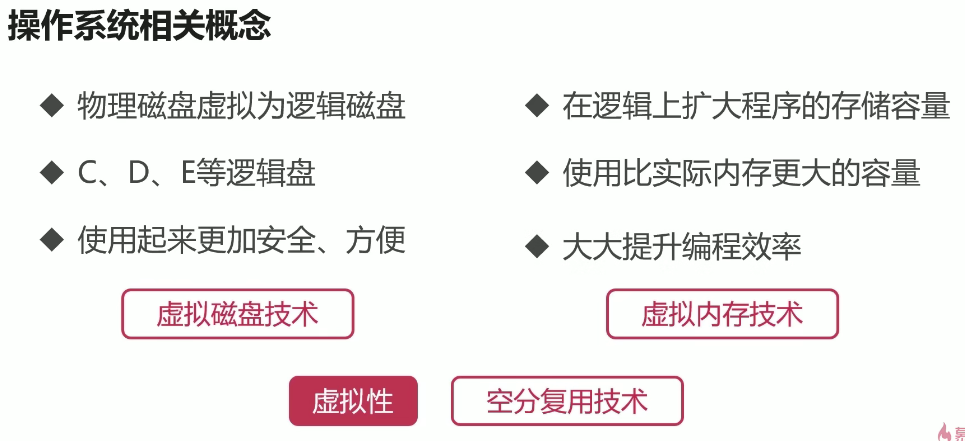 操作系统相关概念
物理磁盘虚拟为逻辑磁盘
C、D、E等逻辑盘
使用起来更加安全、方便
虚拟磁盘技术
在逻辑上扩大程序的存储容量
使用比实际内存更大的容量
大大提升编程效率
虚拟内存技术
虚拟性
空分复用技术